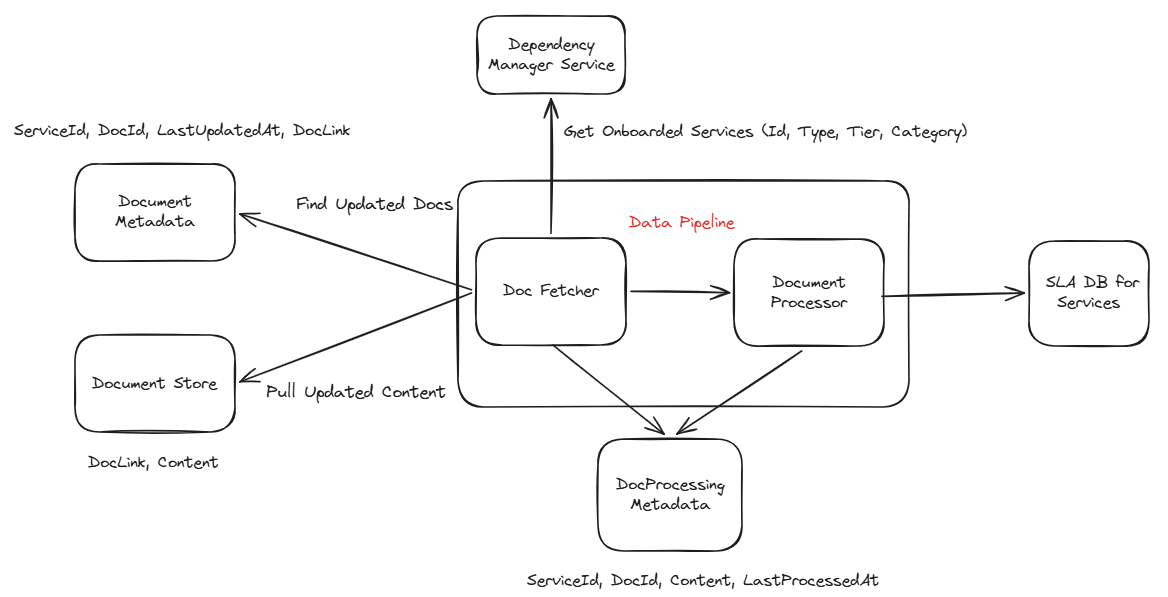 Dependency
Manager Service
ServiceId, DocId, LastUpdatedAt, DocLink
Get Onboarded Services (Id, Type, Tier, Category)
Document
Metadata
Find Updated Docs
Data Pipeline
Doc Fetcher
Document
Processor
SLA DB for
Services
Document Store
Pull Updated Content
DocLink, Content
DocProcessing
Metadata
ServiceId, DocId, Content, LastProcessedAt